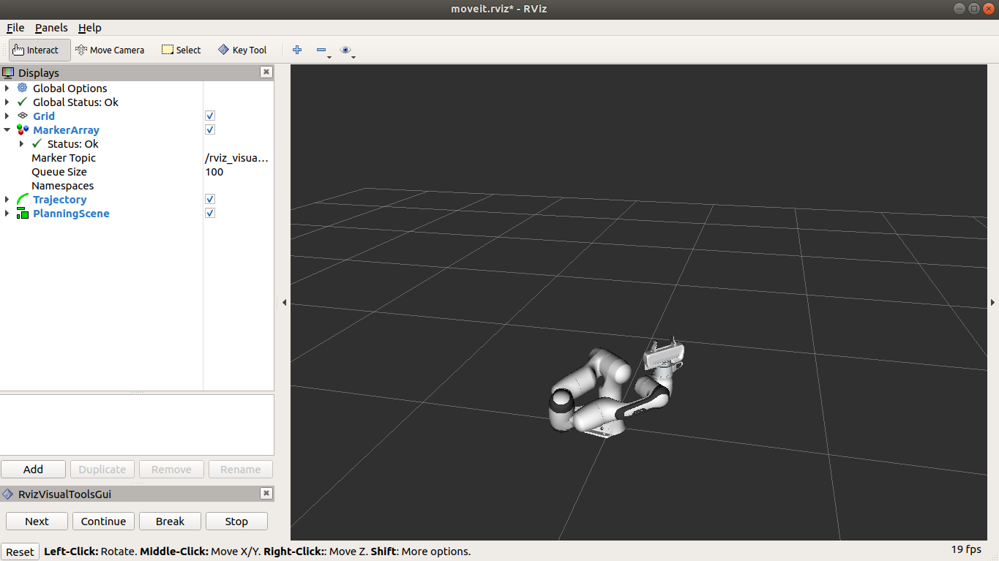 moveit.rviz* - RViz
File Panels Help
Interact Move Camera Select Key Tool
Displays
Global Options
Global Status: Ok
Grid
MarkerArray
Status: Ok
Marker Topic /rviz_visua...
Queue Size 100
Namespaces
Trajectory
PlanningScene
Add Duplicate Remove Rename
RvizVisualToolsGui
Next Continue Break Stop
Reset Left-Click: Rotate. Middle-Click: Move X/Y. Right-Click:: Move Z. Shift: More options. 19 fps